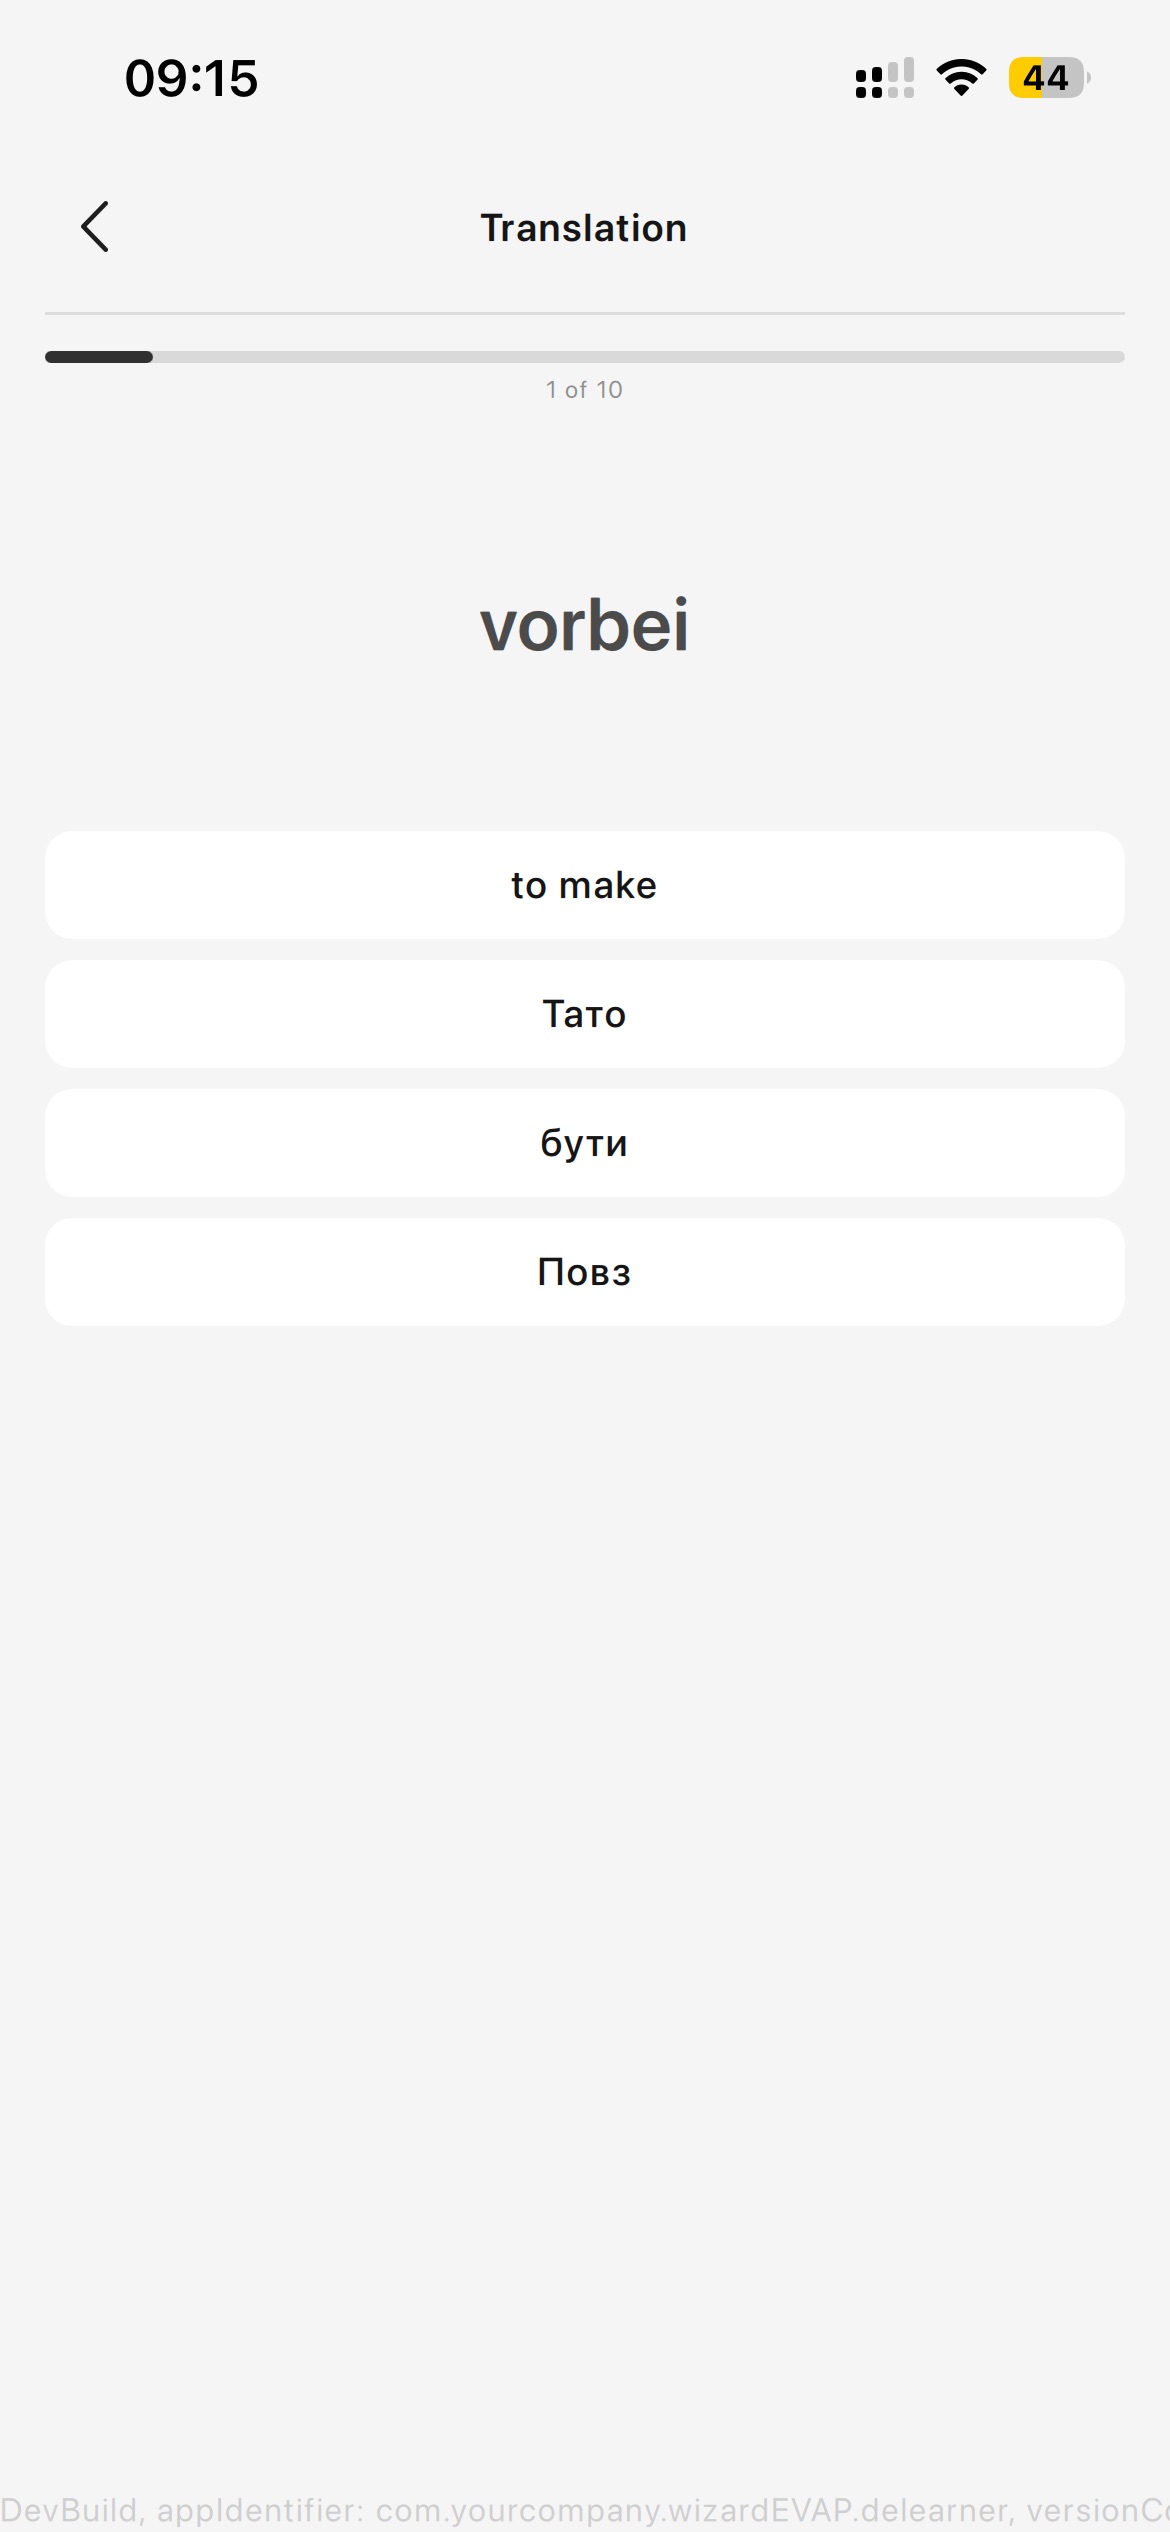 09:15
44
Translation
1 of 10
vorbei
to make
Тато
бути
Повз
DevBuild, appIdentifier: com.yourcompany.wizardEVAP.delearner, versionCo